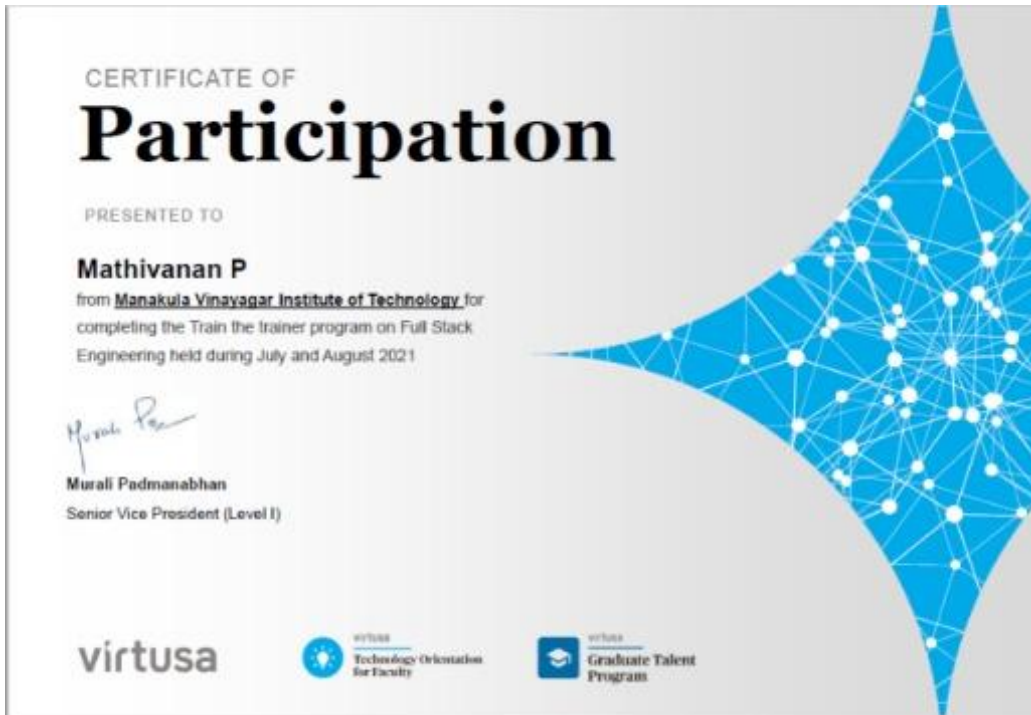 CERTIFICATE OF
Participation
PRESENTED TO
Mathivanan P
from Manakula Vinayagar Institute of Technology for
completing the Train the trainer program on Full Stack
Engineering held during July and August 2021
Murali Padmanabhan
Senior Vice President (Level I)
virtusa
virtusa
Technology Orientation
for Faculty
virtusa
Graduate Talent
Program